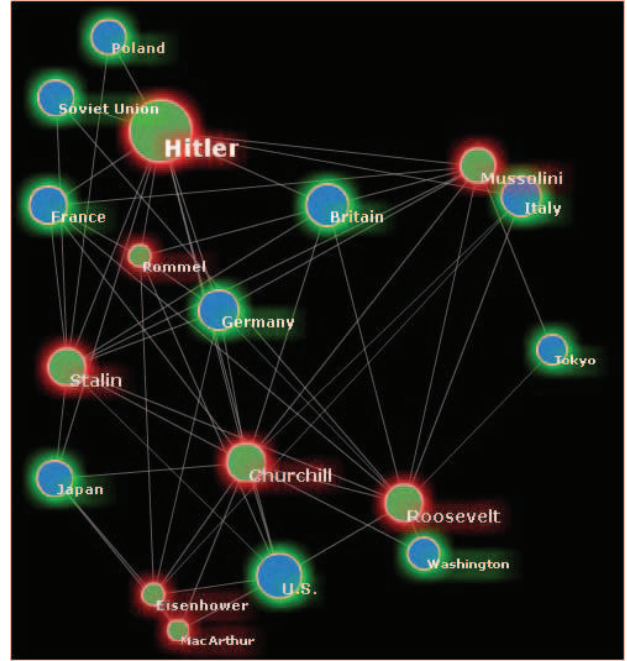 Poland
Soviet Union
Hitler
Mussolini
Italy
France
Britain
Rommel
Germany
Tokyo
Stalin
Churchill
Japan
Roosevelt
Washington
U.S.
Eisenhower
MacArthur